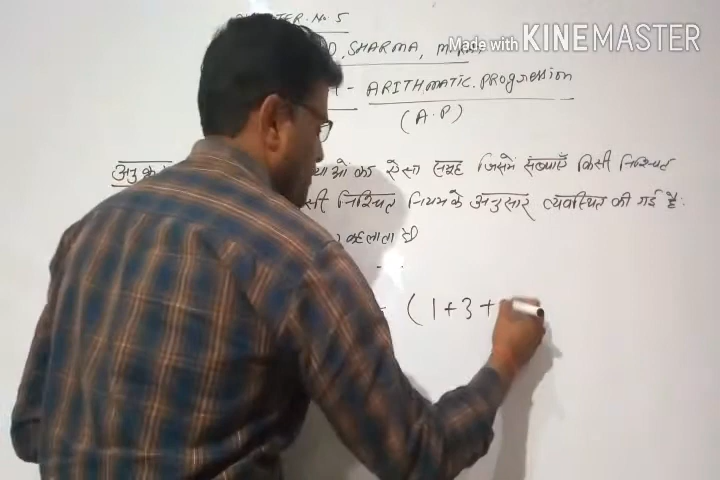 CHAPTER. No. 5
SHARMA,
Made with KINEMASTER
ARITHMATIC. PROGRESSION
(A.P)
ऐसा समूह जिसमें संख्याएँ किसी निश्चित
निश्चित नियम के अनुसार व्यवस्थित की गई है:
कहलाता है
(1+3+